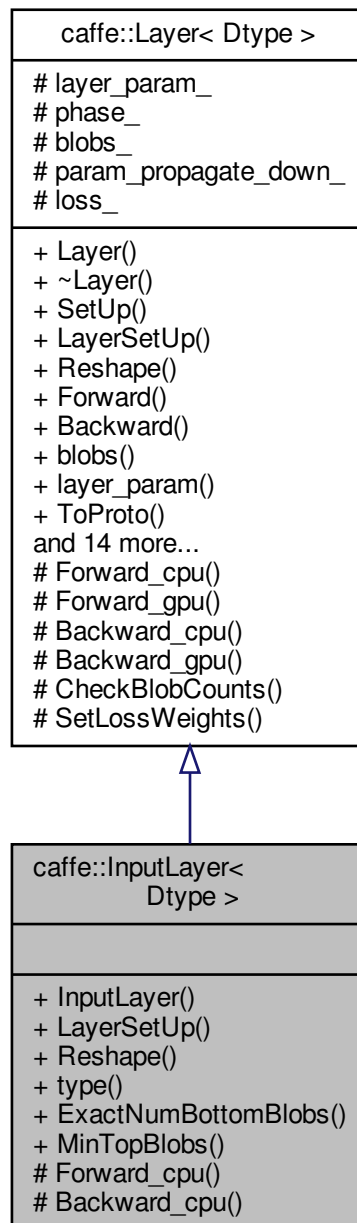 caffe::Layer< Dtype >
# layer_param_
# phase_
# blobs_
# param_propagate_down_
# loss_
+ Layer()
+ ~Layer()
+ SetUp()
+ LayerSetUp()
+ Reshape()
+ Forward()
+ Backward()
+ blobs()
+ layer_param()
+ ToProto()
and 14 more...
# Forward_cpu()
# Forward_gpu()
# Backward_cpu()
# Backward_gpu()
# CheckBlobCounts()
# SetLossWeights()
caffe::InputLayer<
Dtype >
+ InputLayer()
+ LayerSetUp()
+ Reshape()
+ type()
+ ExactNumBottomBlobs()
+ MinTopBlobs()
# Forward_cpu()
# Backward_cpu()